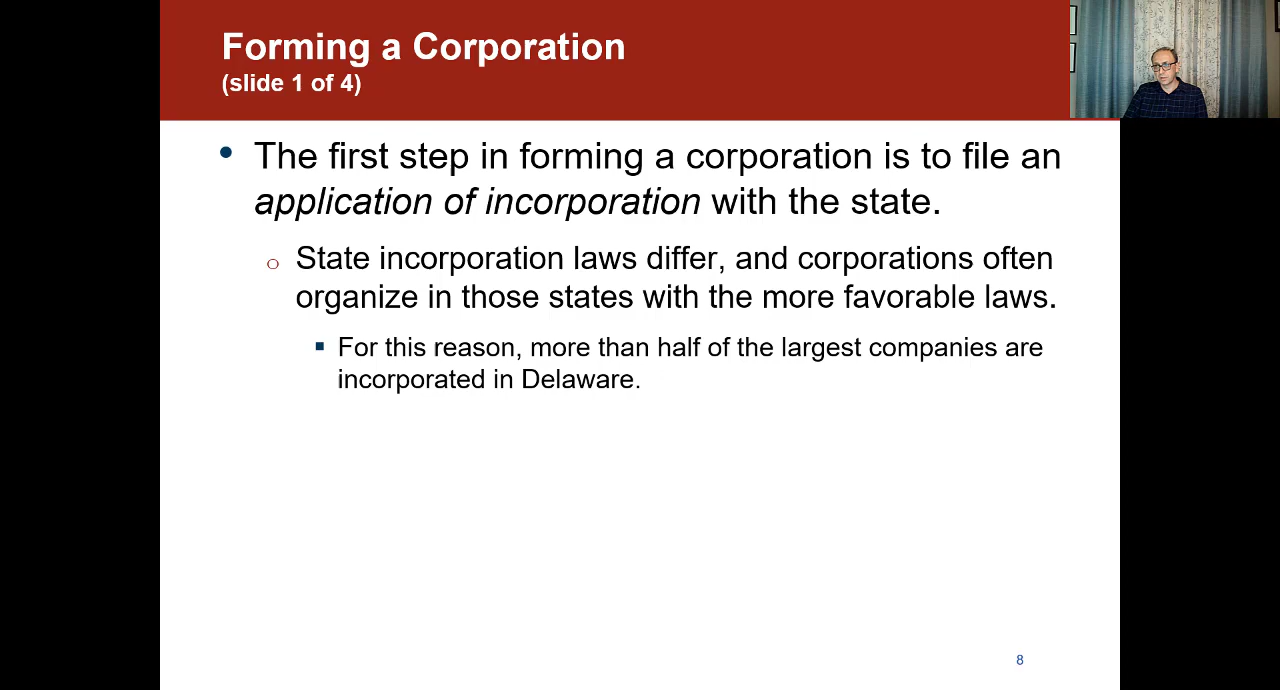 Forming a Corporation
(slide 1 of 4)
• The first step in forming a corporation is to file an
application of incorporation with the state.
o State incorporation laws differ, and corporations often
organize in those states with the more favorable laws.
▪ For this reason, more than half of the largest companies are
incorporated in Delaware.
8